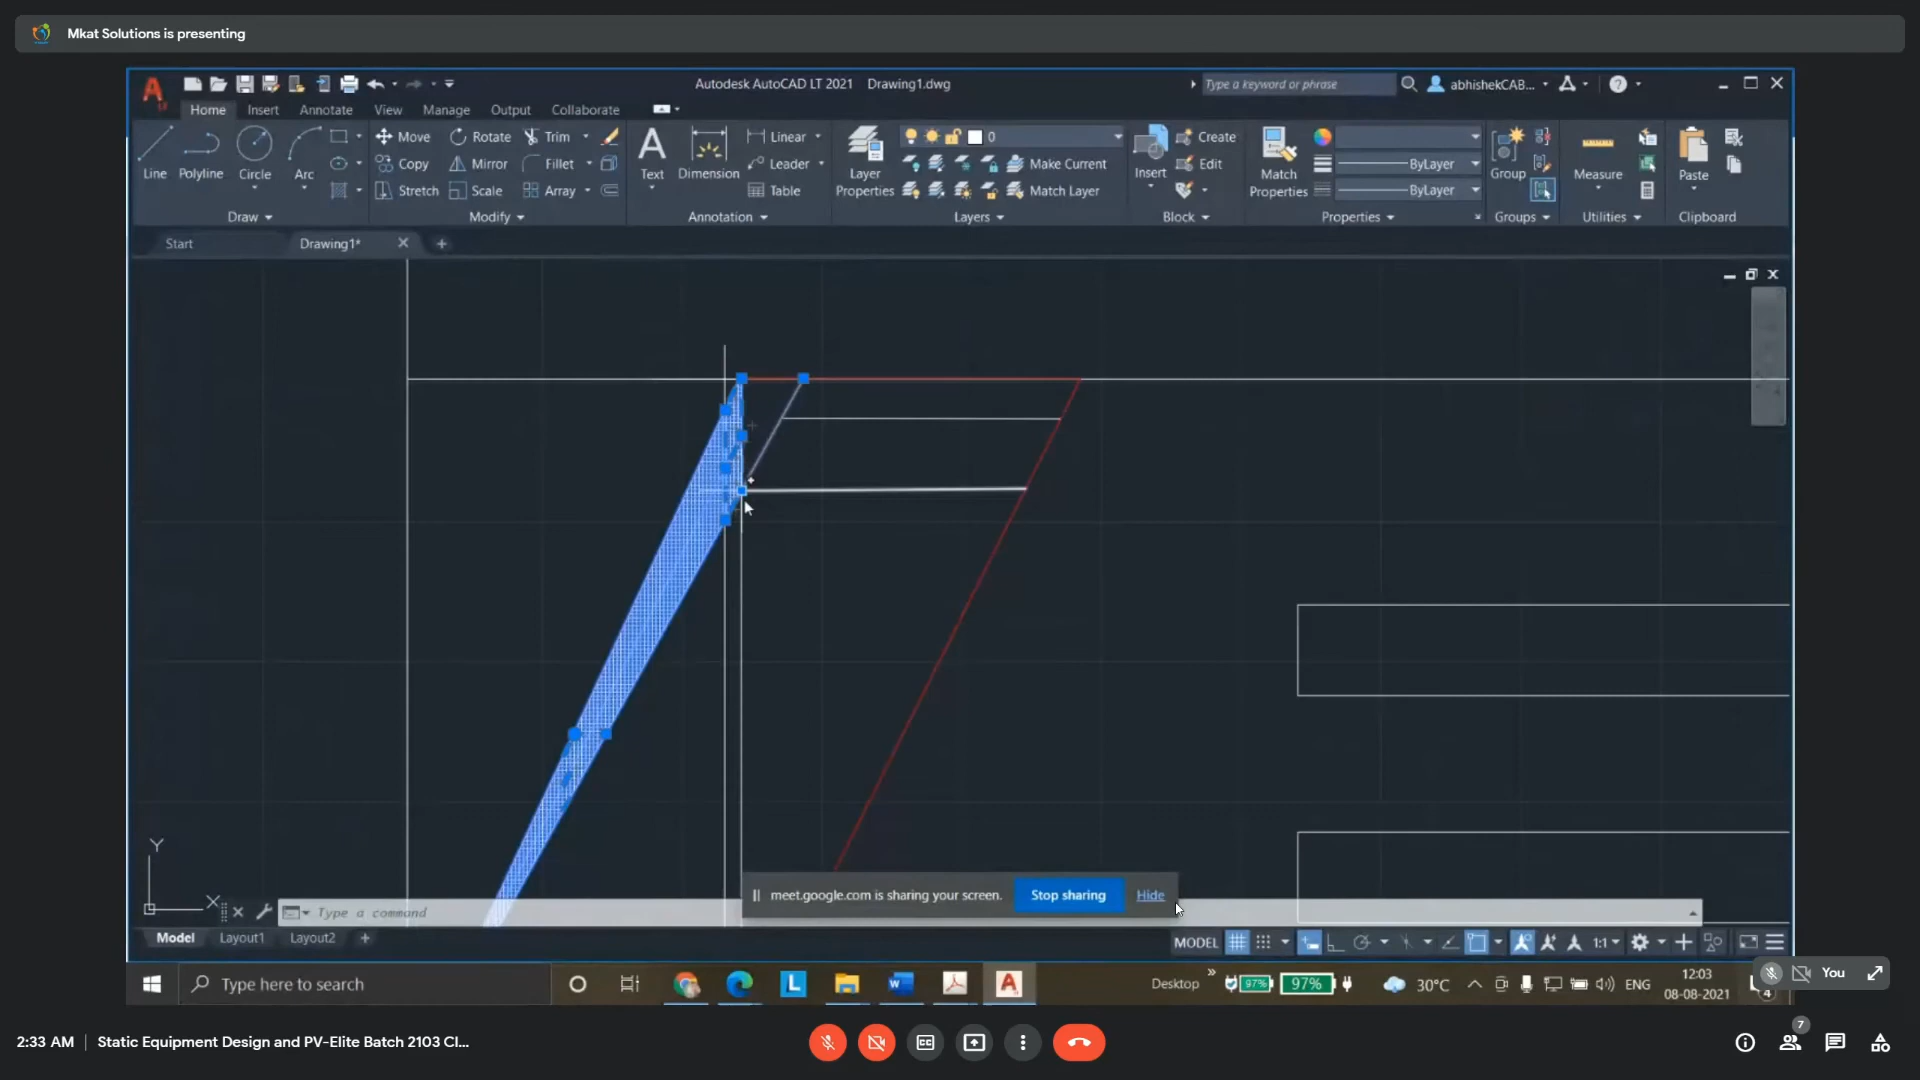 Mkat Solutions is presenting
Autodesk AutoCAD LT 2021 Drawing1.dwg
Type a keyword or phrase
abhishekCAB...
Home Insert Annotate View Manage Output Collaborate
Move Rotate Trim
Linear
0
Create
Copy Mirror Fillet
Leader
Make Current
Edit
ByLayer
Line Polyline Circle Arc
Text Dimension
Layer Properties
Insert
Match Properties
Group
Measure
Paste
Stretch Scale Array
Table
Match Layer
ByLayer
Draw Modify Annotation Layers Block Properties Groups Utilities Clipboard
Start Drawing1*
Y
X
Type a command
meet.google.com is sharing your screen. Stop sharing Hide
Model Layout1 Layout2
MODEL 1:1
Type here to search
L
Desktop
97%
97%
30°C
ENG
12:03
08-08-2021
4
You
2:33 AM | Static Equipment Design and PV-Elite Batch 2103 Cl...
7